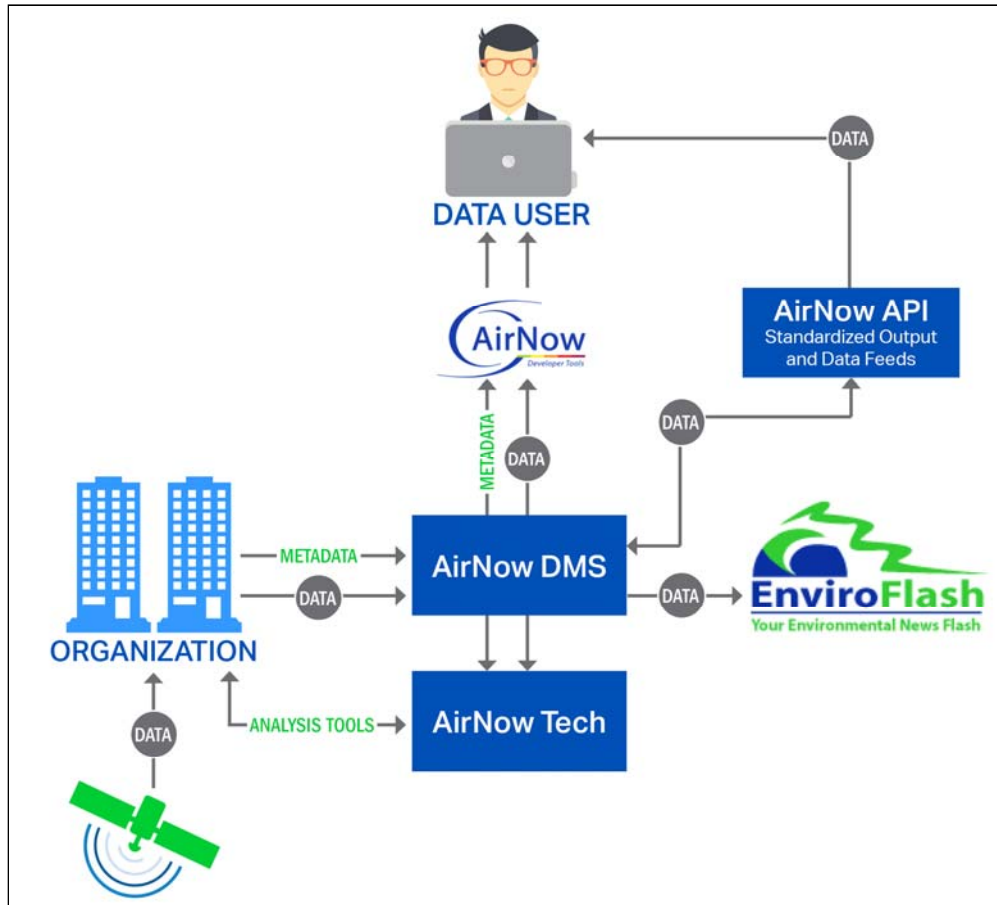 DATA
DATA USER
AirNow
Developer Tools
AirNow API
Standardized Output
and Data Feeds
DATA
METADATA
DATA
METADATA
DATA
AirNow DMS
DATA
EnviroFlash
Your Environmental News Flash
ORGANIZATION
ANALYSIS TOOLS
AirNow Tech
DATA